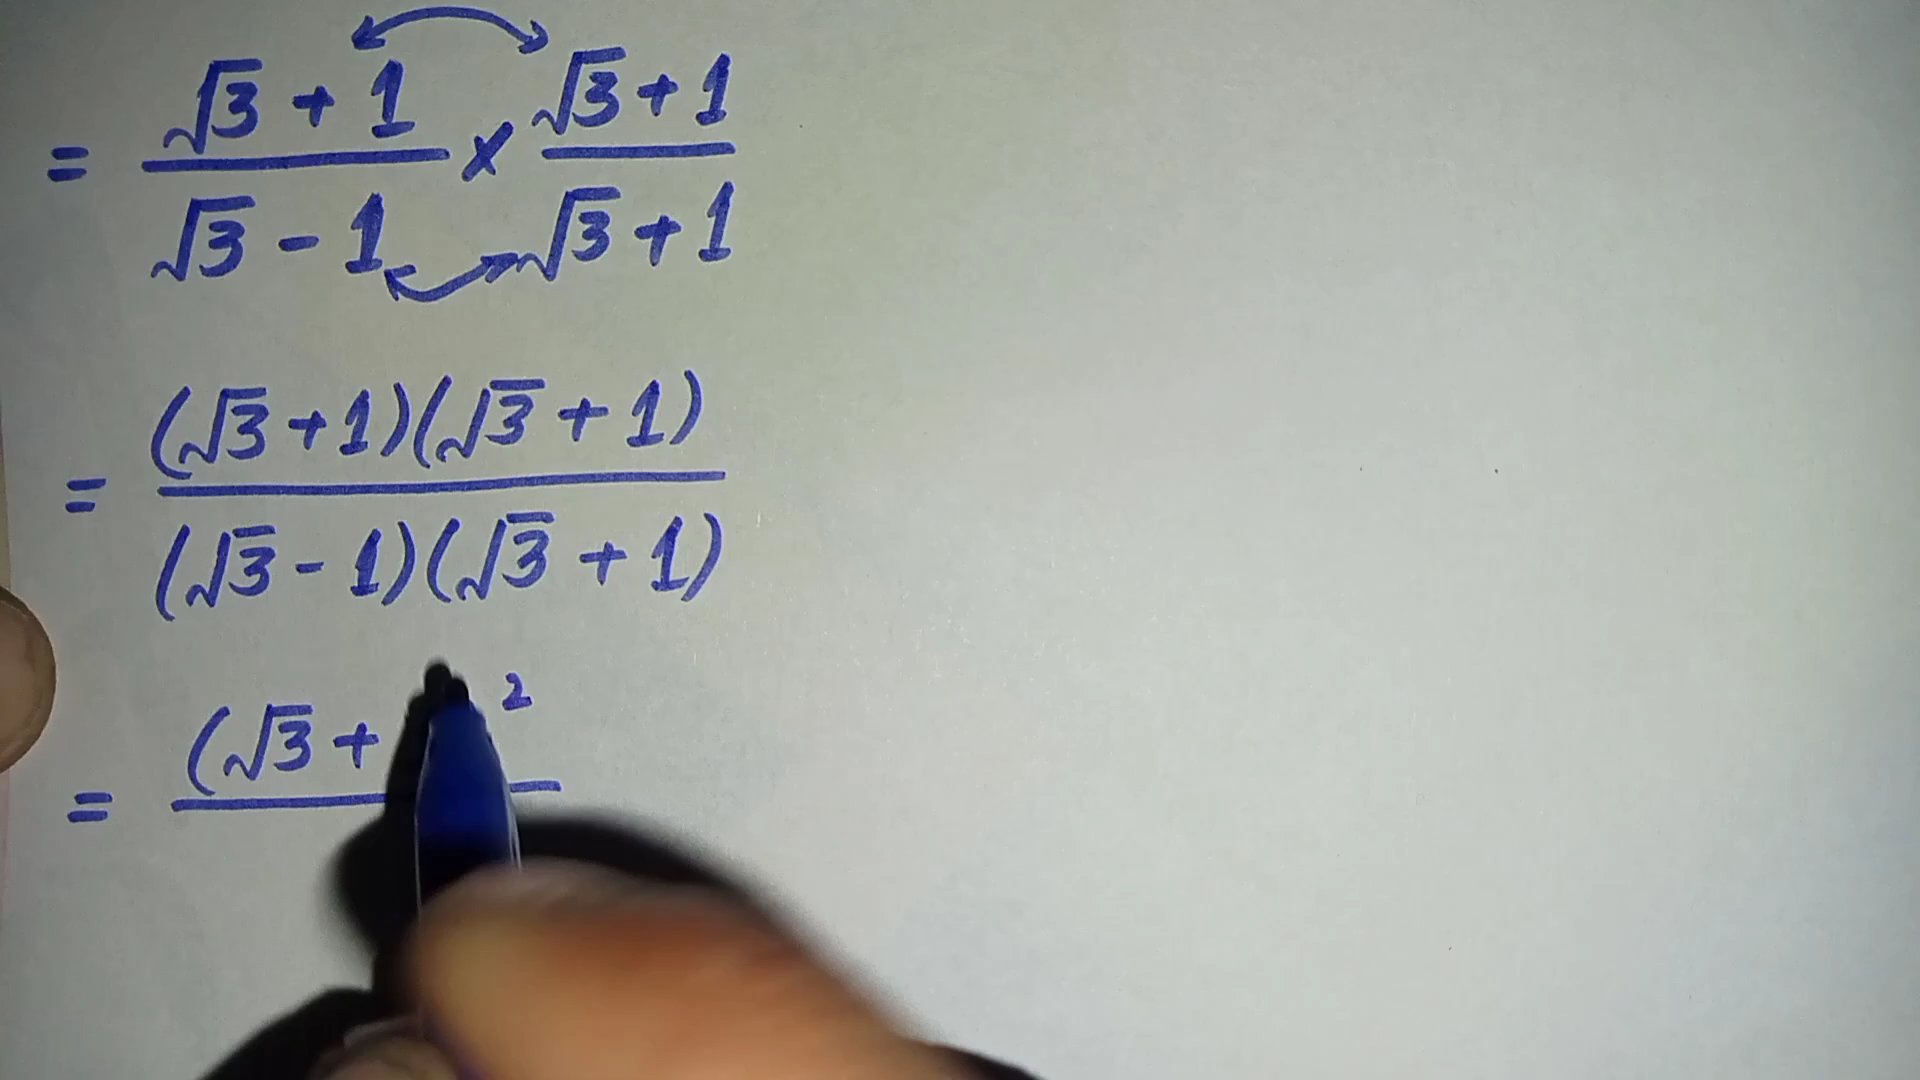 = √3 + 1 / √3 - 1 × √3 + 1 / √3 + 1
= (√3 + 1)(√3 + 1) / (√3 - 1)(√3 + 1)
= (√3 + 2